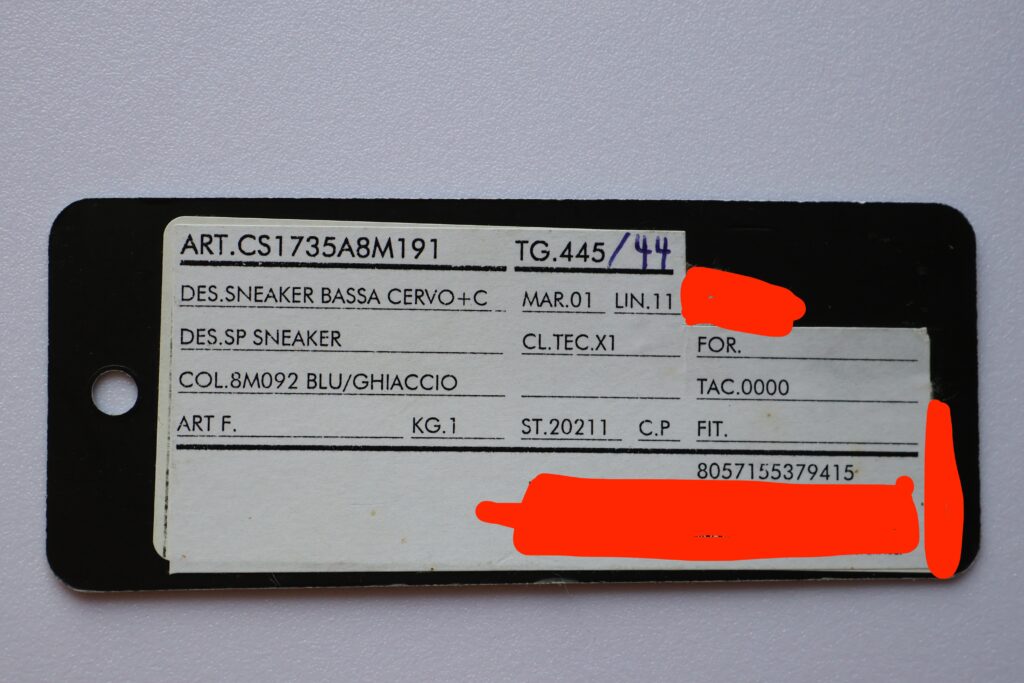 ART.CS1735A8M191 TG.445/44
DES.SNEAKER BASSA CERVO+C MAR.01 LIN.11
DES.SP SNEAKER CL.TEC.X1 FOR.
COL.8M092 BLU/GHIACCIO TAC.0000
ART F. KG.1 ST.20211 C.P FIT.
8057155379415